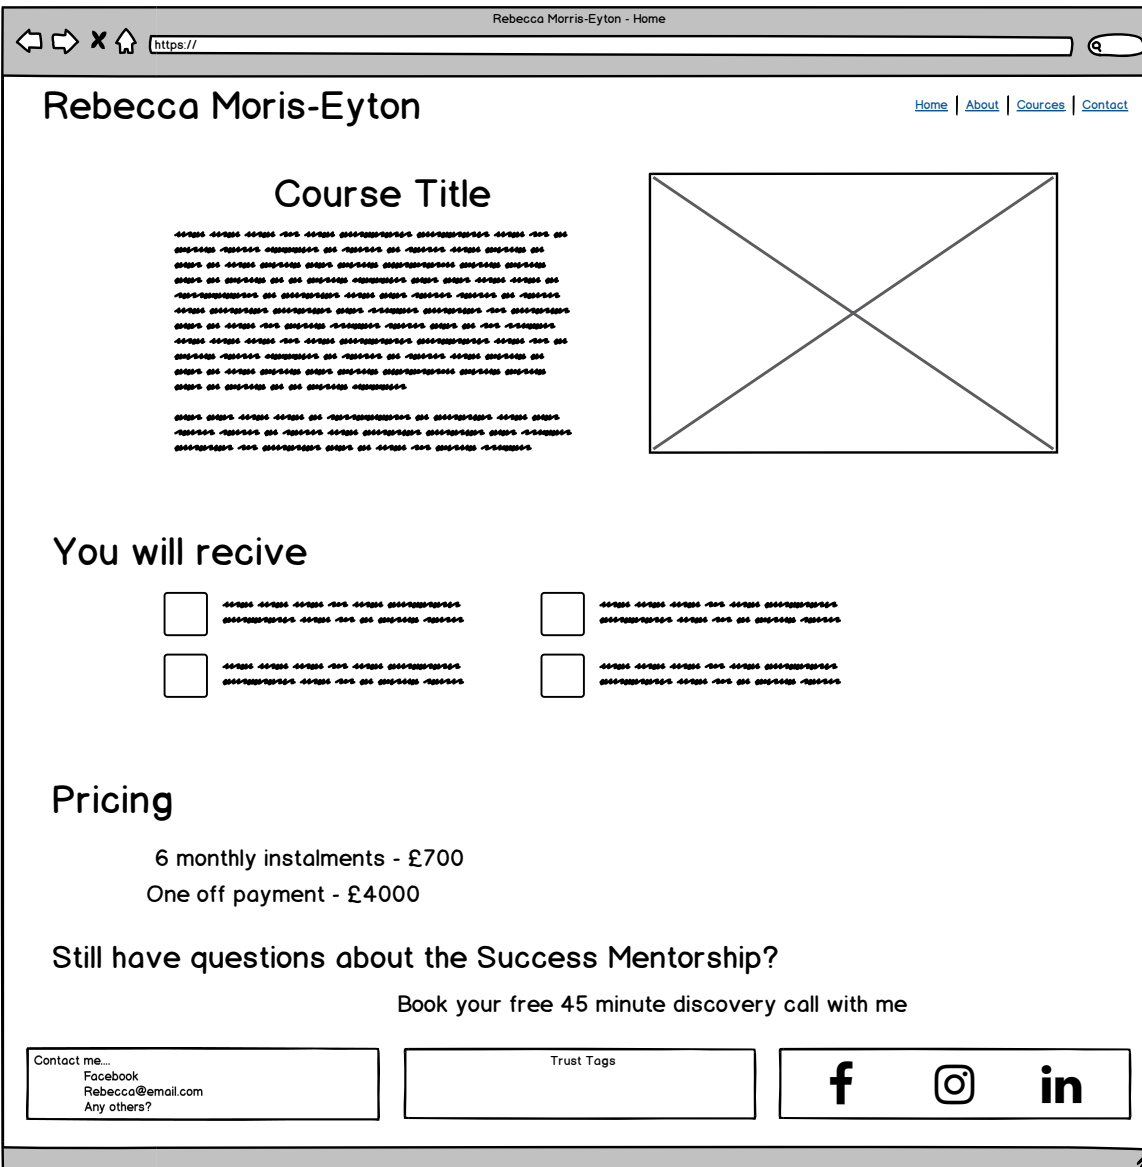 Rebecca Morris-Eyton - Home
https://
Rebecca Moris-Eyton
Home | About | Cources | Contact
Course Title
You will recive
Pricing
6 monthly instalments - £700
One off payment - £4000
Still have questions about the Success Mentorship?
Book your free 45 minute discovery call with me
Contact me....
Facebook
Rebecca@email.com
Any others?
Trust Tags
f
in